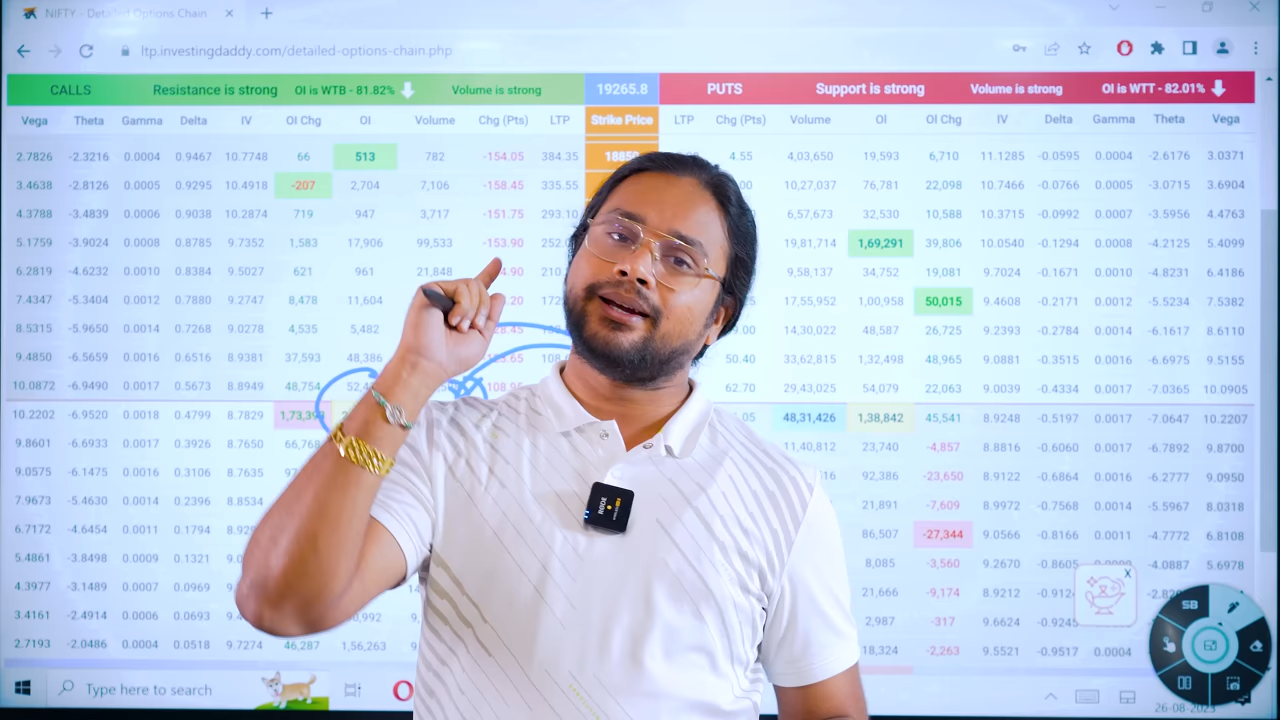 NIFTY - Detailed Options Chain
ltp.investingdaddy.com/detailed-options-chain.php
CALLS Resistance is strong OI is WTB - 81.82% Volume is strong 19265.8 PUTS Support is strong Volume is strong OI is WTT - 82.01%
Vega Theta Gamma Delta IV OI Chg OI Volume Chg (Pts) LTP Strike Price LTP Chg (Pts) Volume OI OI Chg IV Delta Gamma Theta Vega
2.7826 -2.3216 0.0004 0.9467 10.7748 66 513 782 -154.05 384.35 18850 4.55 4,03,650 19,593 6,710 11.1285 -0.0595 0.0004 -2.6176 3.0371
3.4638 -2.8126 0.0005 0.9295 10.4918 -207 2,704 7,106 -158.45 335.55 10,27,037 76,781 22,098 10.7466 -0.0766 0.0005 -3.0715 3.6904
4.3788 -3.4839 0.0006 0.9038 10.2874 719 947 3,717 -151.75 293.10 6,57,673 32,530 10,588 10.3715 -0.0992 0.0007 -3.5956 4.4763
5.1759 -3.9024 0.0008 0.8785 9.7352 1,583 17,906 99,533 -153.90 19,81,714 1,69,291 39,806 10.0540 -0.1294 0.0008 -4.2125 5.4099
6.2819 -4.6232 0.0010 0.8384 9.5027 621 961 21,848 9,58,137 34,752 19,081 9.7024 -0.1671 0.0010 -4.8231 6.4186
7.4347 -5.3404 0.0012 0.7880 9.2747 8,478 11,604 17,55,952 1,00,958 50,015 9.4608 -0.2171 0.0012 -5.5234 7.5382
8.5315 -5.9650 0.0014 0.7268 9.0278 4,535 5,482 14,30,022 48,587 26,725 9.2393 -0.2784 0.0014 -6.1617 8.6110
9.4850 -6.5659 0.0016 0.6516 8.9381 37,593 48,386 50.40 33,62,815 1,32,498 48,965 9.0881 -0.3515 0.0016 -6.6975 9.5155
10.0872 -6.9490 0.0017 0.5673 8.8949 48,754 62.70 29,43,025 54,079 22,063 9.0030 -0.4334 0.0017 -7.0365 10.0905
10.2202 -6.9520 0.0018 0.4799 8.7829 48,31,426 1,38,842 45,541 8.9248 -0.5197 0.0017 -7.0647 10.2207
9.8601 -6.6933 0.0017 0.3926 8.7650 66,768 11,40,812 23,740 -4,857 8.8816 -0.6060 0.0017 -6.7892 9.8700
9.0575 -6.1475 0.0016 0.3106 8.7635 92,386 -23,650 8.9122 -0.6864 0.0016 -6.2777 9.0950
7.9673 -5.4630 0.0014 0.2396 8.8534 21,891 -7,609 8.9972 -0.7568 0.0014 -5.5967 8.0318
6.7172 -4.6454 0.0011 0.1794 86,507 -27,344 9.0566 -0.8166 0.0011 -4.7772 6.8108
5.4861 -3.8498 0.0009 0.1321 8,085 -3,560 9.2670 -0.8605 -4.0887 5.6978
4.3977 -3.1489 0.0007 0.0969 21,666 -9,174 8.9212
3.4161 -2.4914 0.0006 0.0693 2,987 -317 9.6624
2.7193 -2.0486 0.0004 0.0518 9.7274 46,287 1,56,263 18,324 -2,263 9.5521 -0.9517 0.0004
X
SB
RØDE
Type here to search